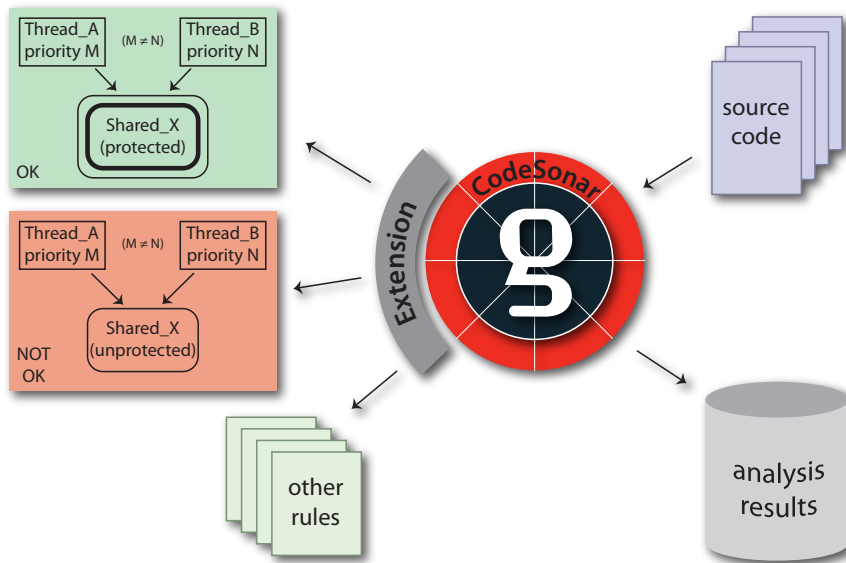 Thread_A
priority M
(M ≠ N)
Thread_B
priority N
Shared_X
(protected)
OK
Thread_A
priority M
(M ≠ N)
Thread_B
priority N
Shared_X
(unprotected)
NOT
OK
Extension
CodeSonar
g
source
code
other
rules
analysis
results